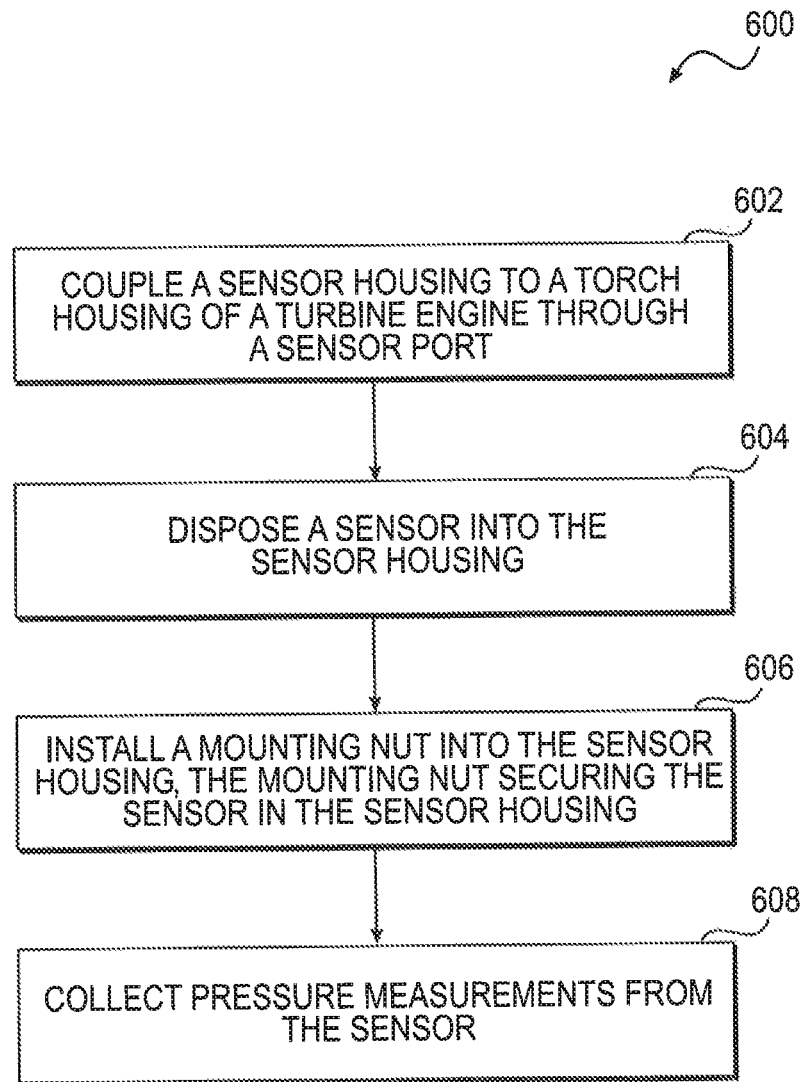 600
602
COUPLE A SENSOR HOUSING TO A TORCH
HOUSING OF A TURBINE ENGINE THROUGH
A SENSOR PORT
604
DISPOSE A SENSOR INTO THE
SENSOR HOUSING
606
INSTALL A MOUNTING NUT INTO THE SENSOR
HOUSING, THE MOUNTING NUT SECURING THE
SENSOR IN THE SENSOR HOUSING
608
COLLECT PRESSURE MEASUREMENTS FROM
THE SENSOR